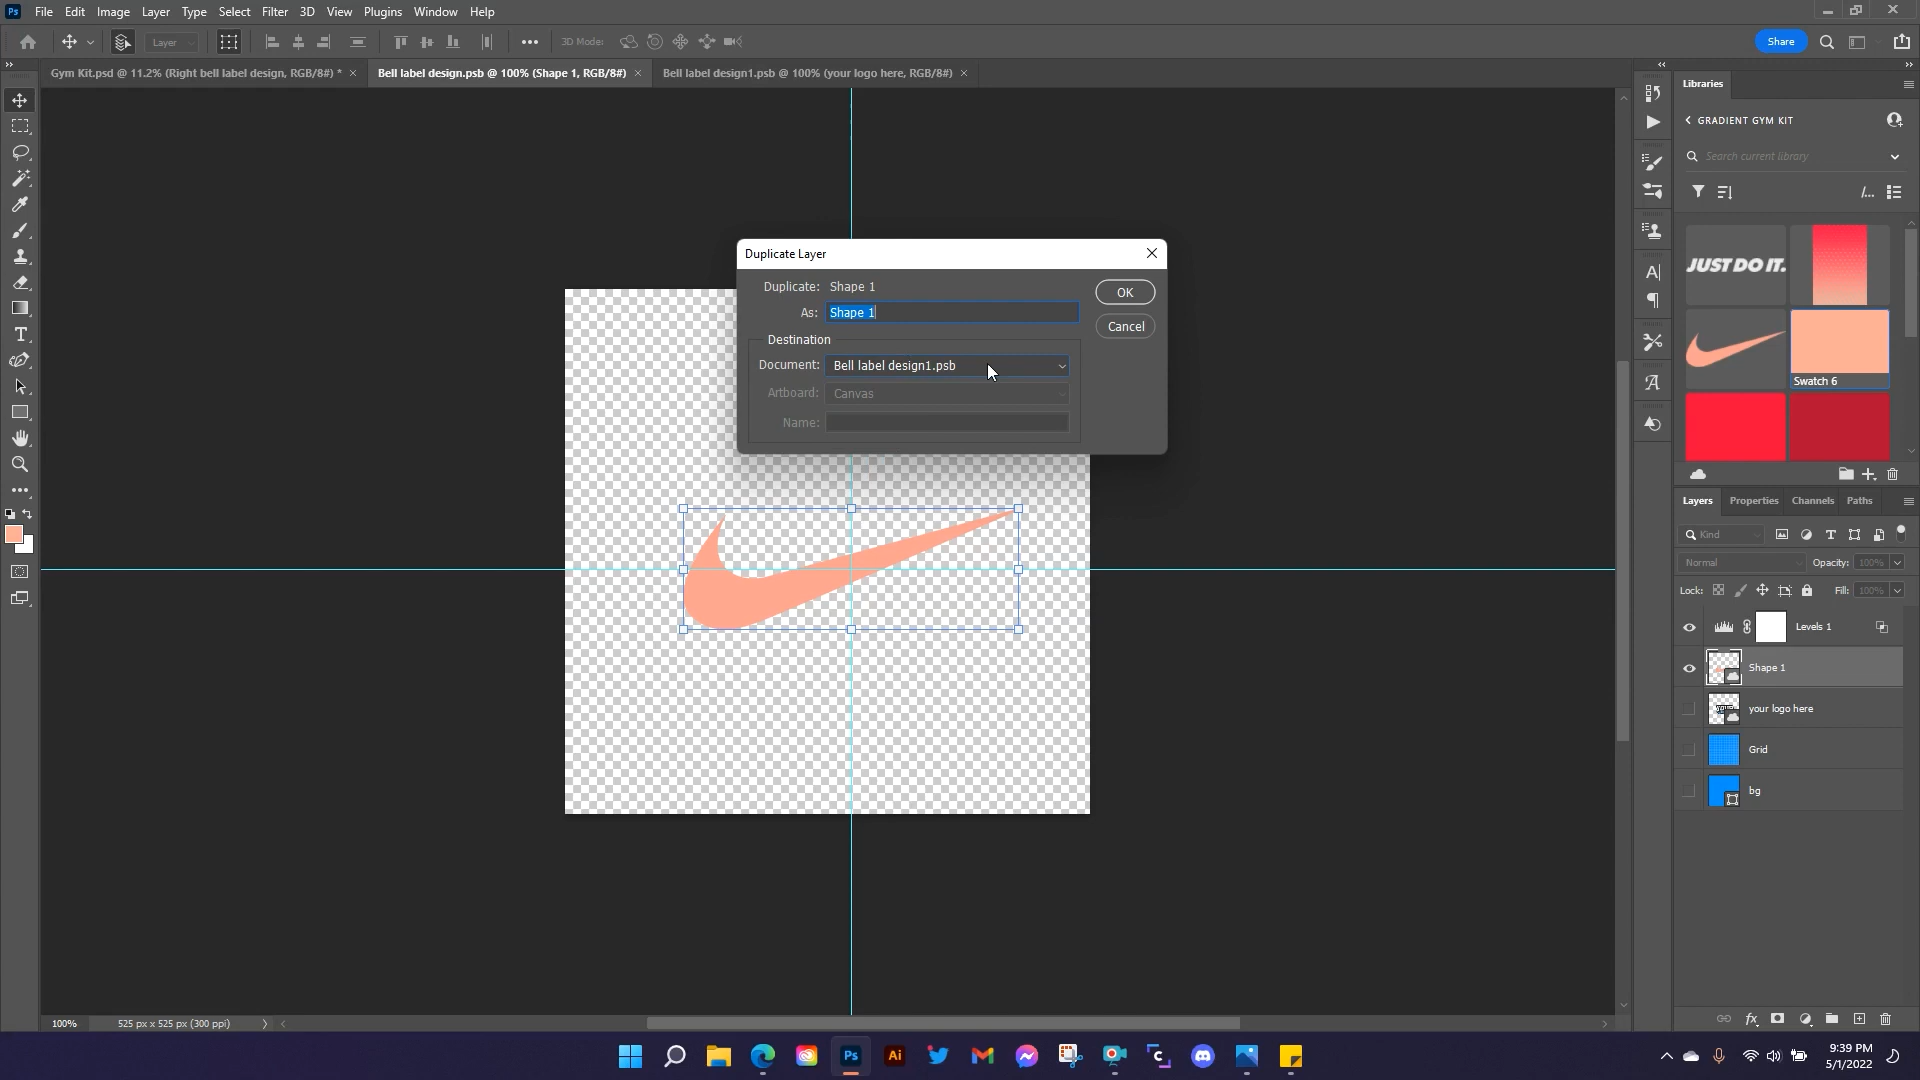 Ps File Edit Image Layer Type Select Filter 3D View Plugins Window Help
Layer 3D Mode: Share
Gym Kit.psd @ 11.2% (Right bell label design, RGB/8#) * Bell label design.psb @ 100% (Shape 1, RGB/8#) Bell label design1.psb @ 100% (your logo here, RGB/8#)
Libraries
GRADIENT GYM KIT
Search current library
JUST DO IT.
Swatch 6
Duplicate Layer
Duplicate: Shape 1
As: Shape 1
OK
Cancel
Destination
Document: Bell label design1.psb
Artboard: Canvas
Name:
Layers Properties Channels Paths
Kind
Normal Opacity: 100%
Lock: Fill: 100%
Levels 1
Shape 1
your logo here
Grid
bg
fx
100% 525 px x 525 px (300 ppi)
Ps Ai
9:39 PM
5/1/2022